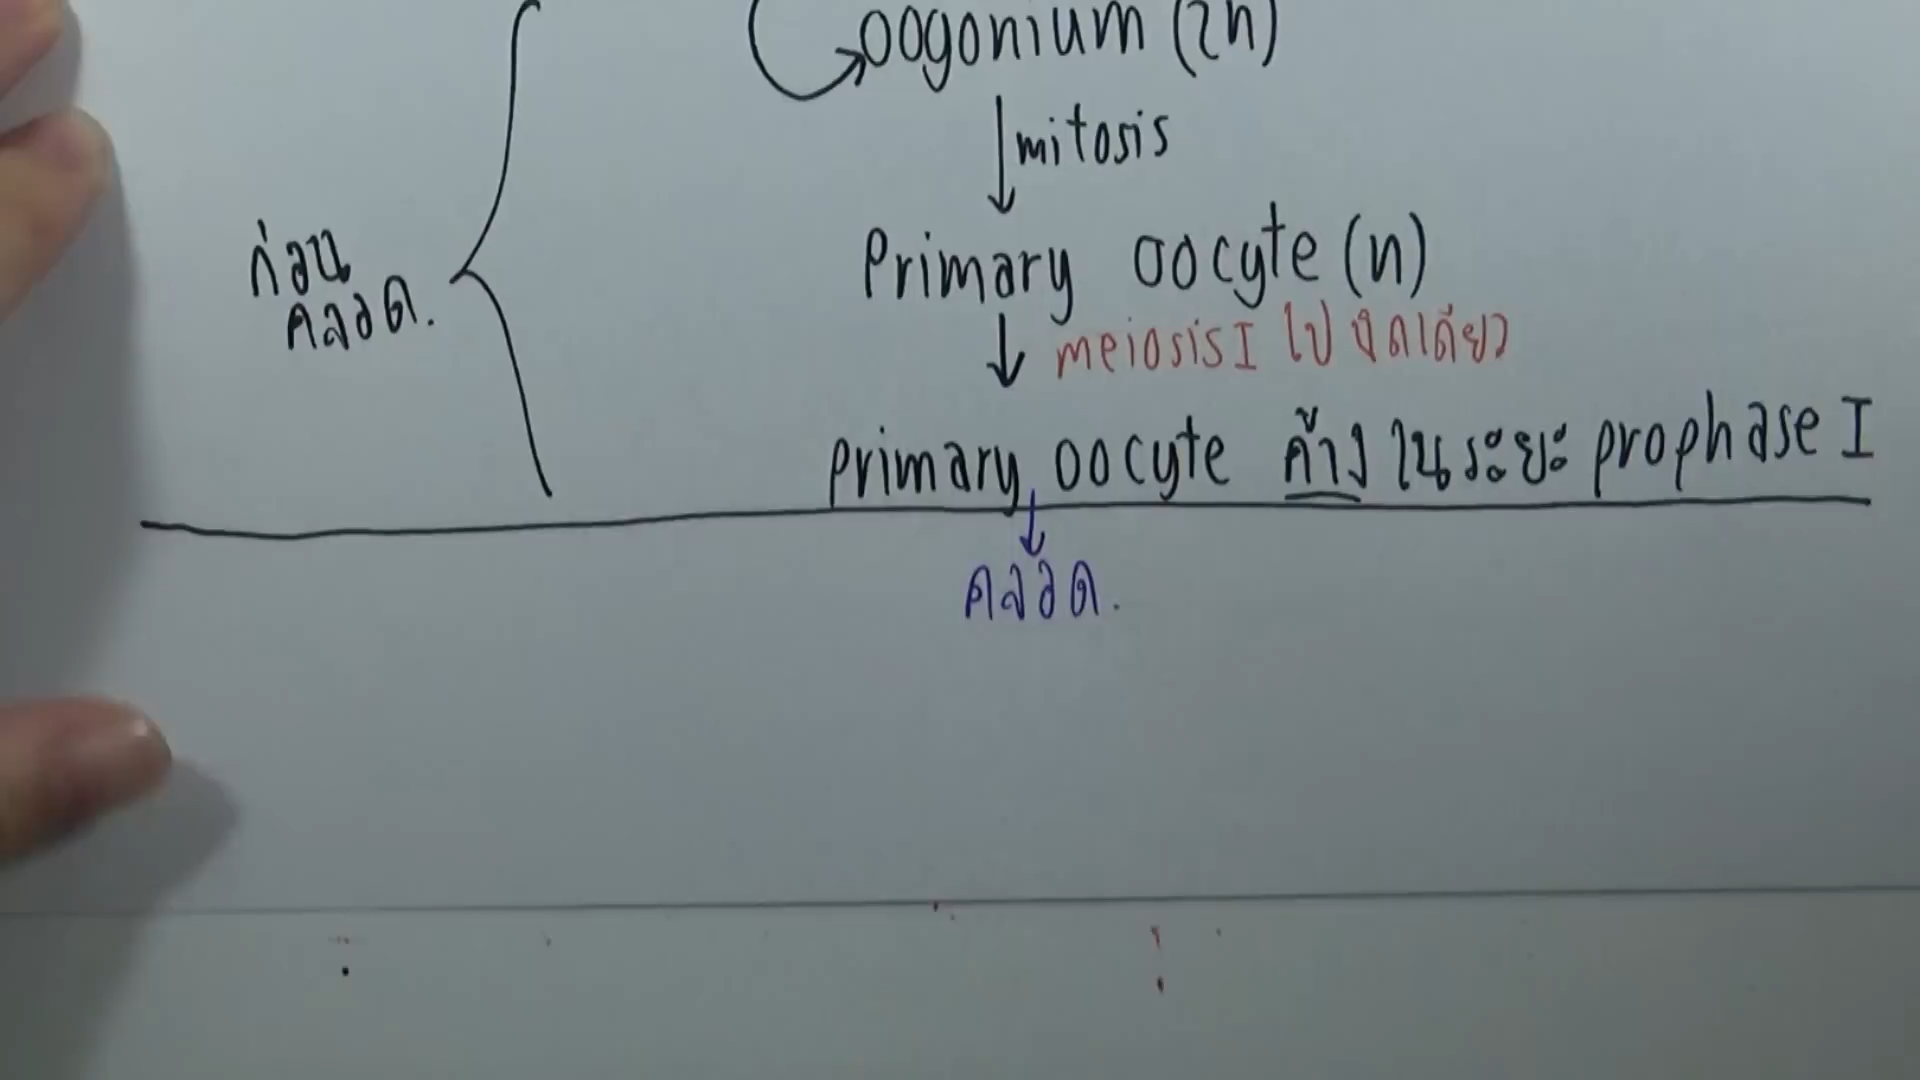 oogonium (2n)
mitosis
Primary oocyte (n)
ก่อน
คลอด.
meiosis I ไป นิดเดียว
primary oocyte ค้าง ในระยะ prophase I
คลอด.